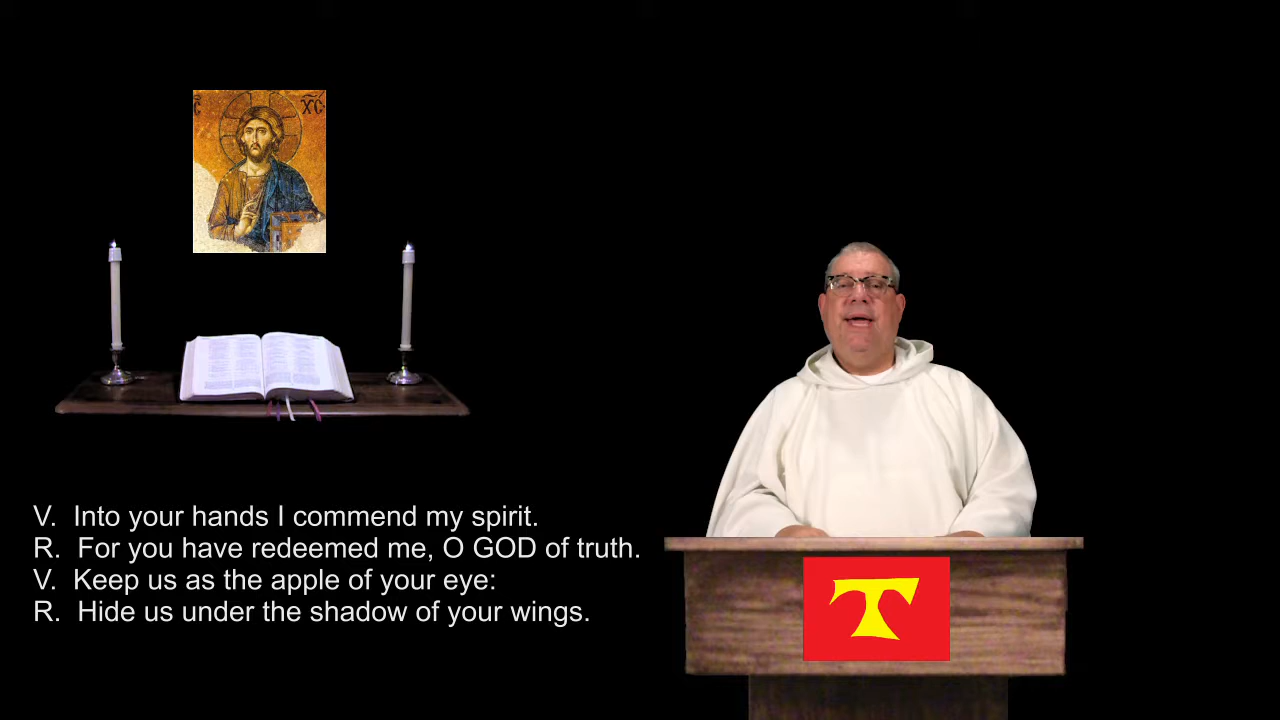 XC
V. Into your hands I commend my spirit.
R. For you have redeemed me, O GOD of truth.
V. Keep us as the apple of your eye:
R. Hide us under the shadow of your wings.
T